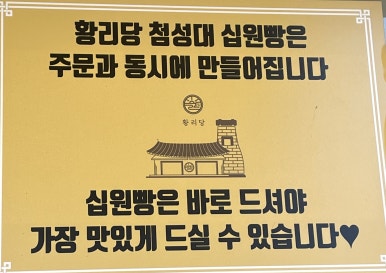 황리당 첨성대 십원빵은
주문과 동시에 만들어집니다
황리당
십원빵은 바로 드셔야
가장 맛있게 드실 수 있습니다♥